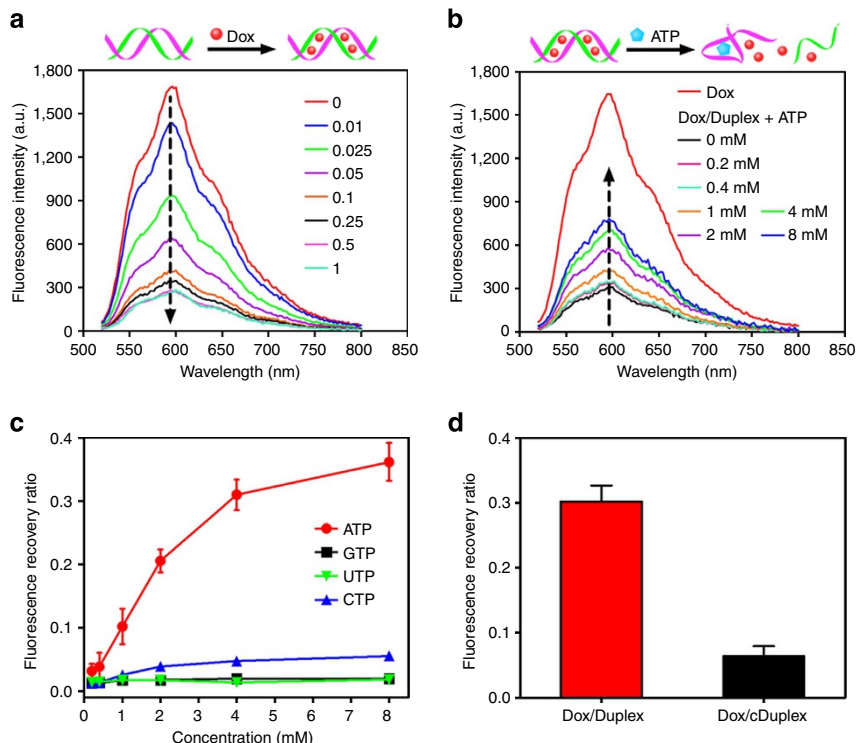 a
Dox
1,800
1,500
1,200
900
600
300
0
Fluorescence intensity (a.u.)
0
0.01
0.025
0.05
0.1
0.25
0.5
1
500 550 600 650 700 750 800 850
Wavelength (nm)
b
ATP
1,800
1,500
1,200
900
600
300
0
Fluorescence intensity (a.u.)
Dox
Dox/Duplex + ATP
0 mM
0.2 mM
0.4 mM
1 mM 4 mM
2 mM 8 mM
500 550 600 650 700 750 800 850
Wavelength (nm)
c
0.4
0.3
0.2
0.1
0.0
Fluorescence recovery ratio
ATP
GTP
UTP
CTP
0 1 2 3 4 5 6 7 8
Concentration (mM)
d
0.4
0.3
0.2
0.1
0.0
Fluorescence recovery ratio
Dox/Duplex Dox/cDuplex